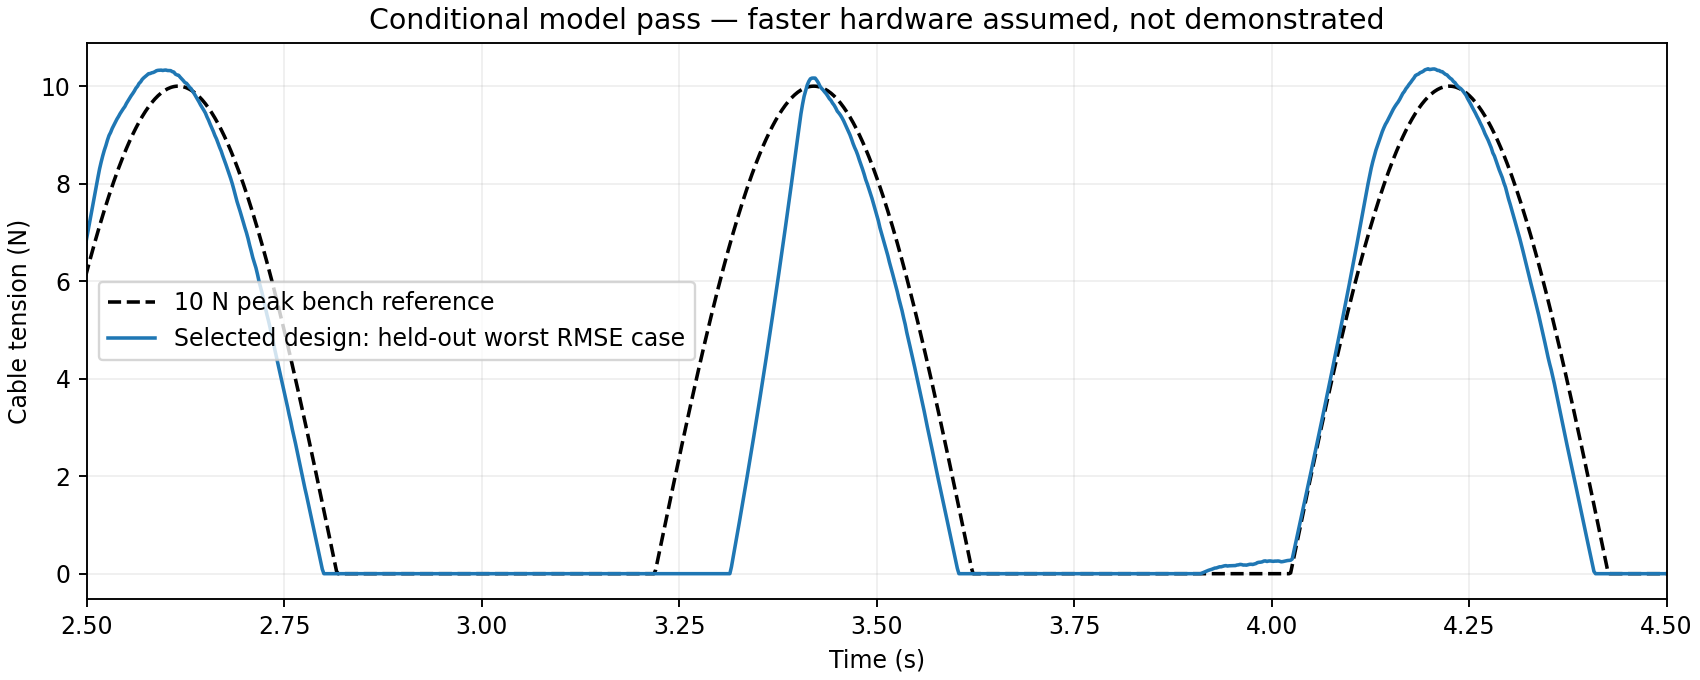 Conditional model pass — faster hardware assumed, not demonstrated
Cable tension (N)
10
8
6
4
2
0
10 N peak bench reference
Selected design: held-out worst RMSE case
2.50 2.75 3.00 3.25 3.50 3.75 4.00 4.25 4.50
Time (s)